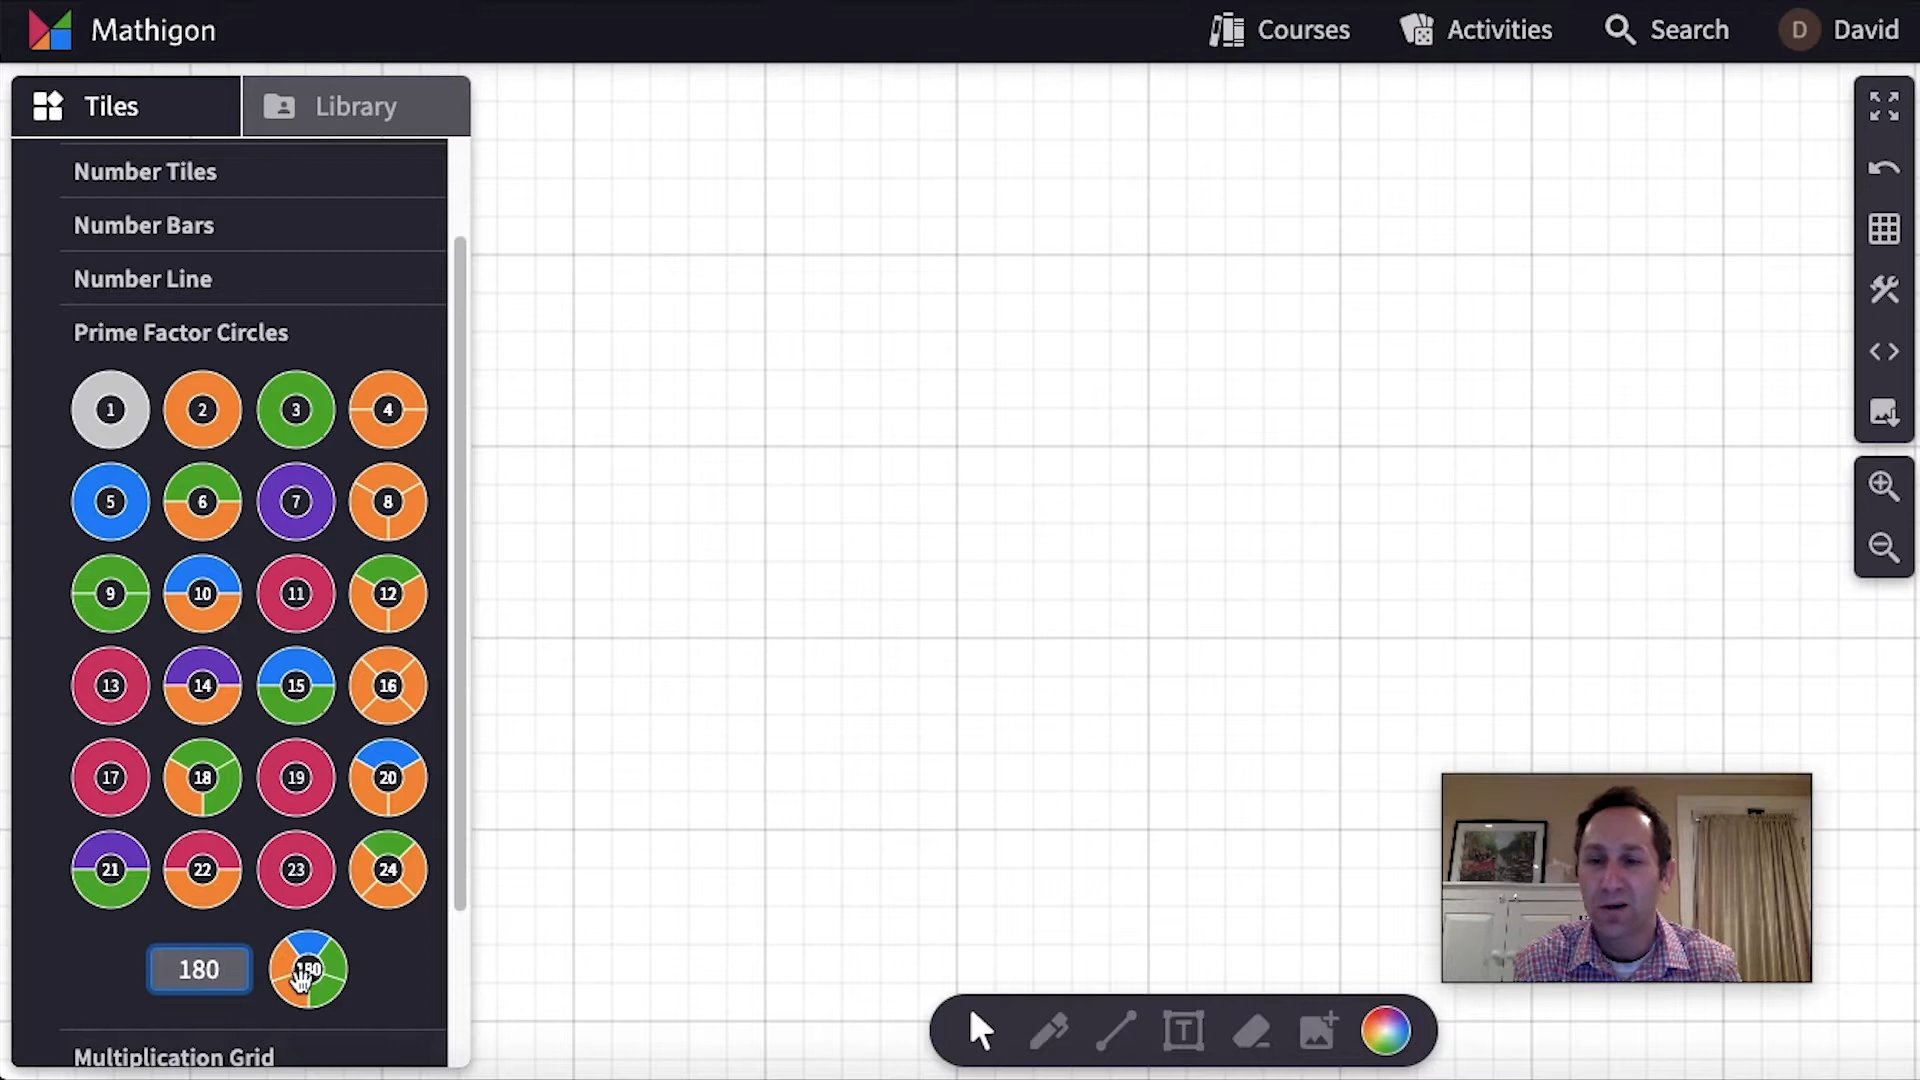 Mathigon
Courses
Activities
Search
D
David
Tiles
Library
Number Tiles
Number Bars
Number Line
Prime Factor Circles
1 2 3 4
5 6 7 8
9 10 11 12
13 14 15 16
17 18 19 20
21 22 23 24
180
180
Multiplication Grid
T